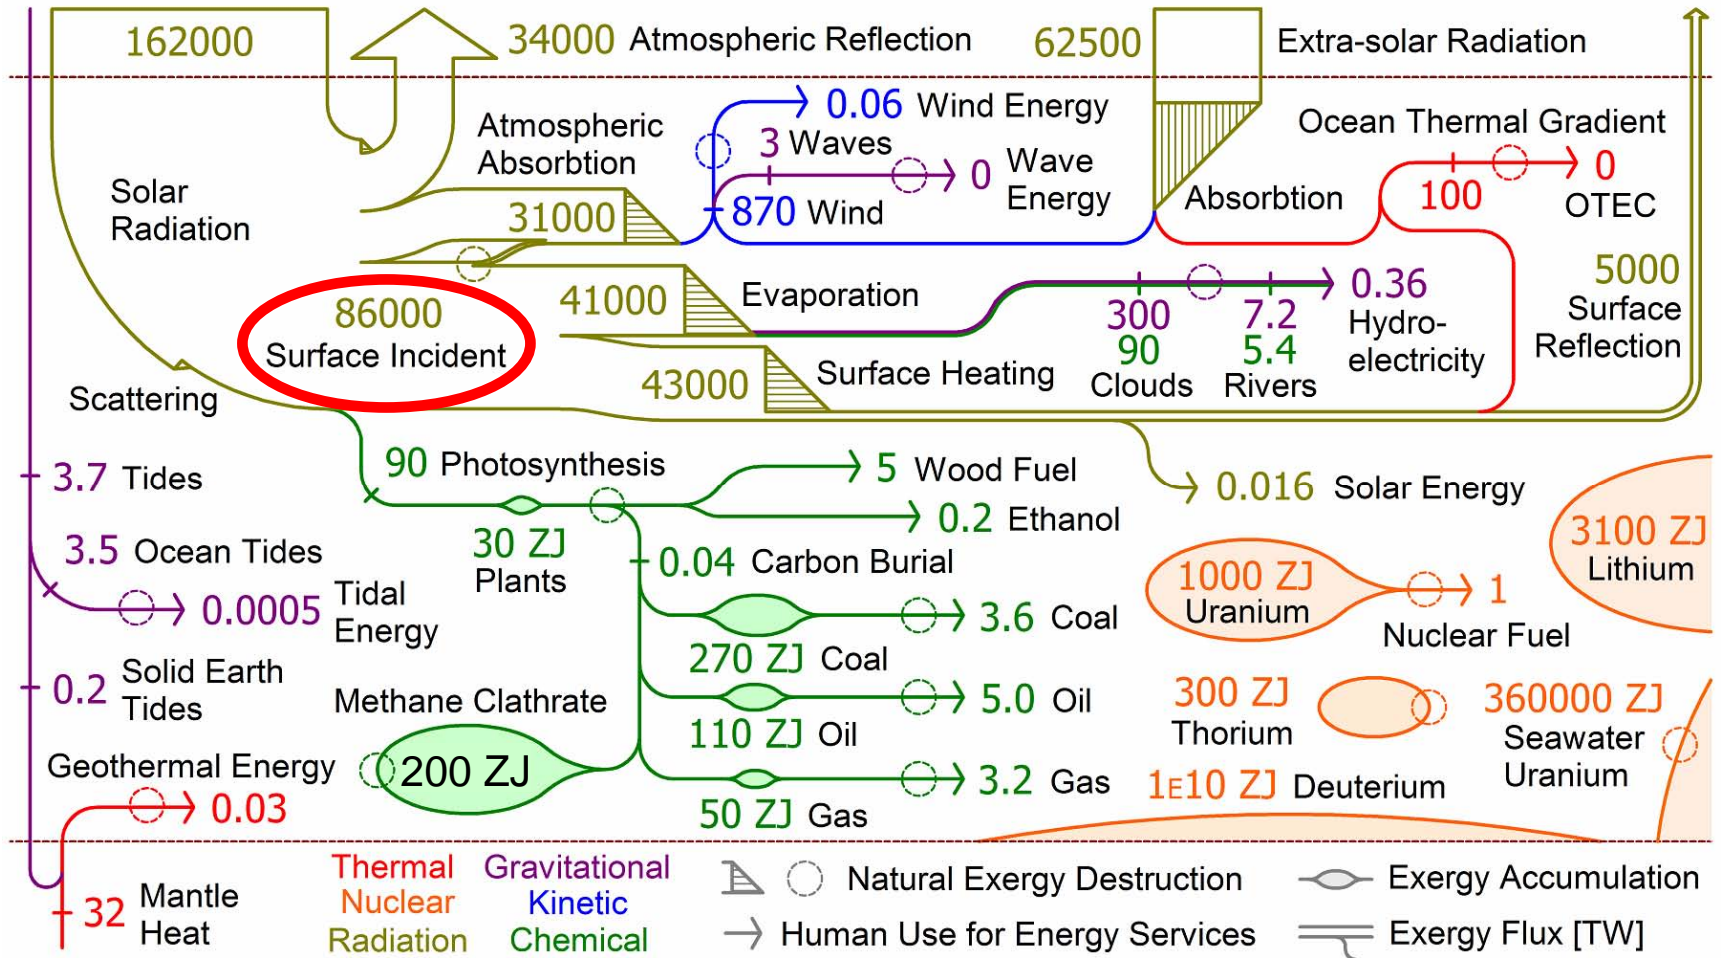 162000
34000 Atmospheric Reflection
62500 Extra-solar Radiation
Solar
Radiation
Atmospheric
Absorbtion
31000
0.06 Wind Energy
3 Waves
0 Wave
Energy
870 Wind
Absorbtion
Ocean Thermal Gradient
100
0
OTEC
86000
Surface Incident
41000 Evaporation
300
90
Clouds
7.2
5.4
Rivers
0.36
Hydro-
electricity
5000
Surface
Reflection
43000 Surface Heating
Scattering
3.7 Tides
90 Photosynthesis
5 Wood Fuel
0.2 Ethanol
0.016 Solar Energy
30 ZJ
Plants
0.04 Carbon Burial
3.5 Ocean Tides
0.0005 Tidal
Energy
3.6 Coal
270 ZJ Coal
1000 ZJ
Uranium
1
Nuclear Fuel
3100 ZJ
Lithium
0.2 Solid Earth
Tides
Methane Clathrate
200 ZJ
5.0 Oil
110 ZJ Oil
300 ZJ
Thorium
360000 ZJ
Seawater
Uranium
Geothermal Energy
0.03
3.2 Gas
50 ZJ Gas
1E10 ZJ Deuterium
32 Mantle
Heat
Thermal
Nuclear
Radiation
Gravitational
Kinetic
Chemical
Natural Exergy Destruction
Human Use for Energy Services
Exergy Accumulation
Exergy Flux [TW]